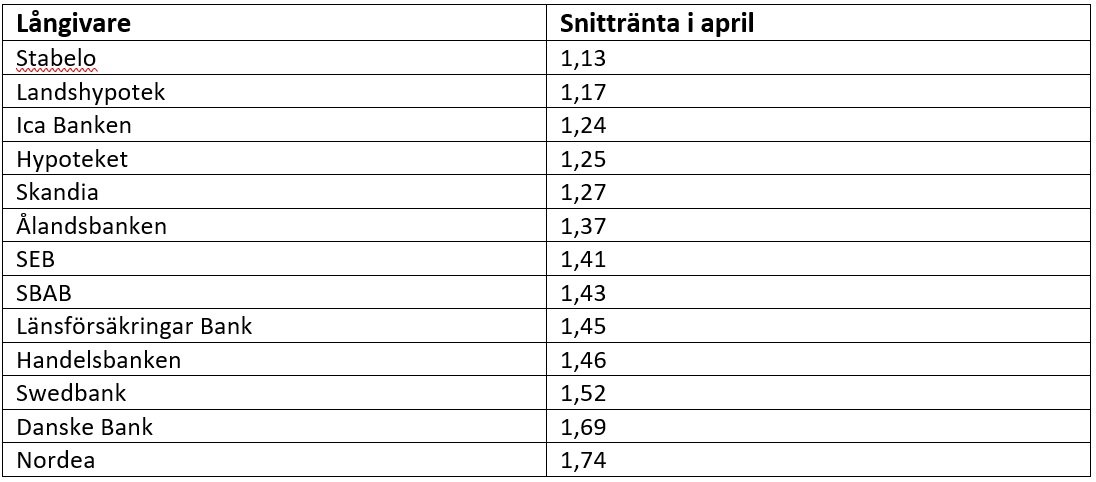 Långivare Snittränta i april
Stabelo 1,13
Landshypotek 1,17
Ica Banken 1,24
Hypoteket 1,25
Skandia 1,27
Ålandsbanken 1,37
SEB 1,41
SBAB 1,43
Länsförsäkringar Bank 1,45
Handelsbanken 1,46
Swedbank 1,52
Danske Bank 1,69
Nordea 1,74